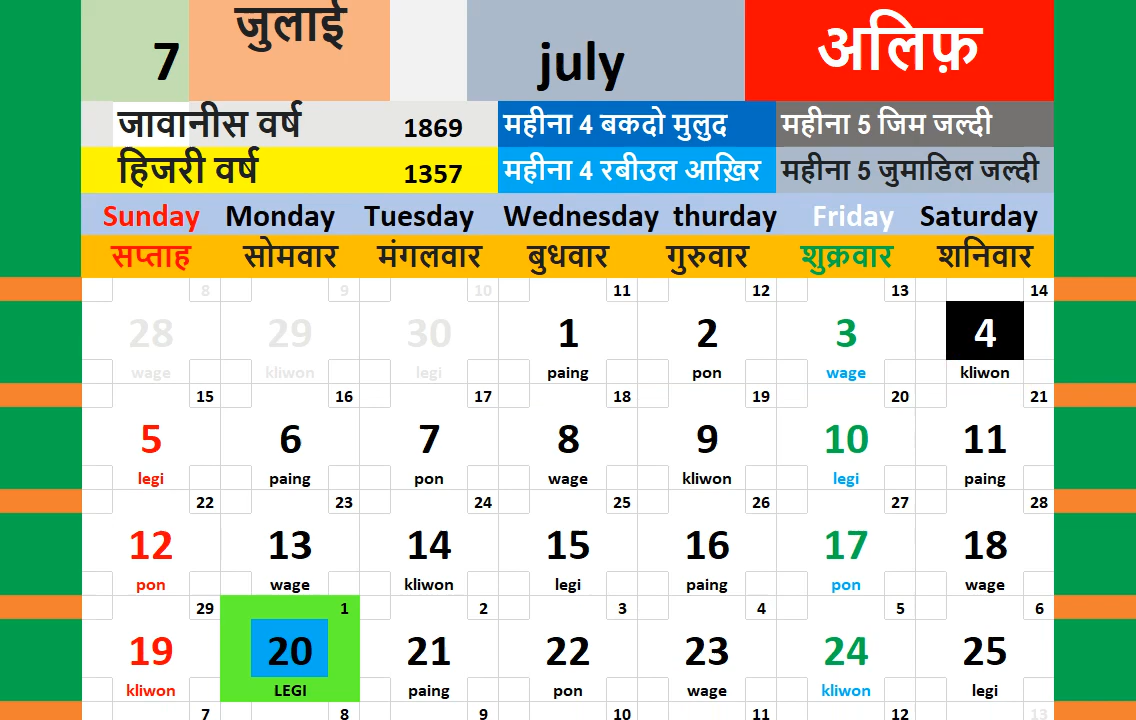 7 जुलाई july अलिफ़
जावानीस वर्ष 1869 महीना 4 बकदो मुलुद महीना 5 जिम जल्दी
हिजरी वर्ष 1357 महीना 4 रबीउल आख़िर महीना 5 जुमाडिल जल्दी
Sunday Monday Tuesday Wednesday thurday Friday Saturday
सप्ताह सोमवार मंगलवार बुधवार गुरुवार शुक्रवार शनिवार
8 9 10 11 12 13 14
28 29 30 1 2 3 4
wage kliwon legi paing pon wage kliwon
15 16 17 18 19 20 21
5 6 7 8 9 10 11
legi paing pon wage kliwon legi paing
22 23 24 25 26 27 28
12 13 14 15 16 17 18
pon wage kliwon legi paing pon wage
29 1 2 3 4 5 6
19 20 21 22 23 24 25
kliwon LEGI paing pon wage kliwon legi
7 8 9 10 11 12 13